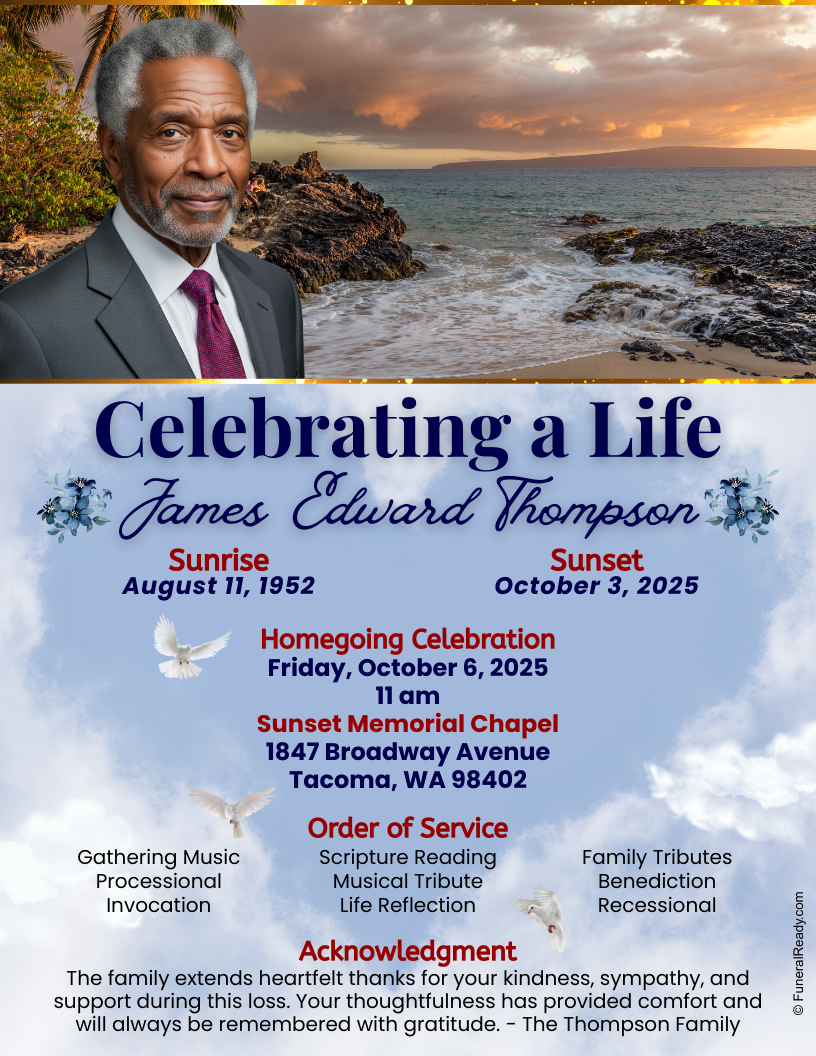 Celebrating a Life
James Edward Thompson
Sunrise
August 11, 1952
Sunset
October 3, 2025
Homegoing Celebration
Friday, October 6, 2025
11 am
Sunset Memorial Chapel
1847 Broadway Avenue
Tacoma, WA 98402
Order of Service
Gathering Music
Processional
Invocation
Scripture Reading
Musical Tribute
Life Reflection
Family Tributes
Benediction
Recessional
Acknowledgment
The family extends heartfelt thanks for your kindness, sympathy, and
support during this loss. Your thoughtfulness has provided comfort and
will always be remembered with gratitude. - The Thompson Family
© FuneralReady.com